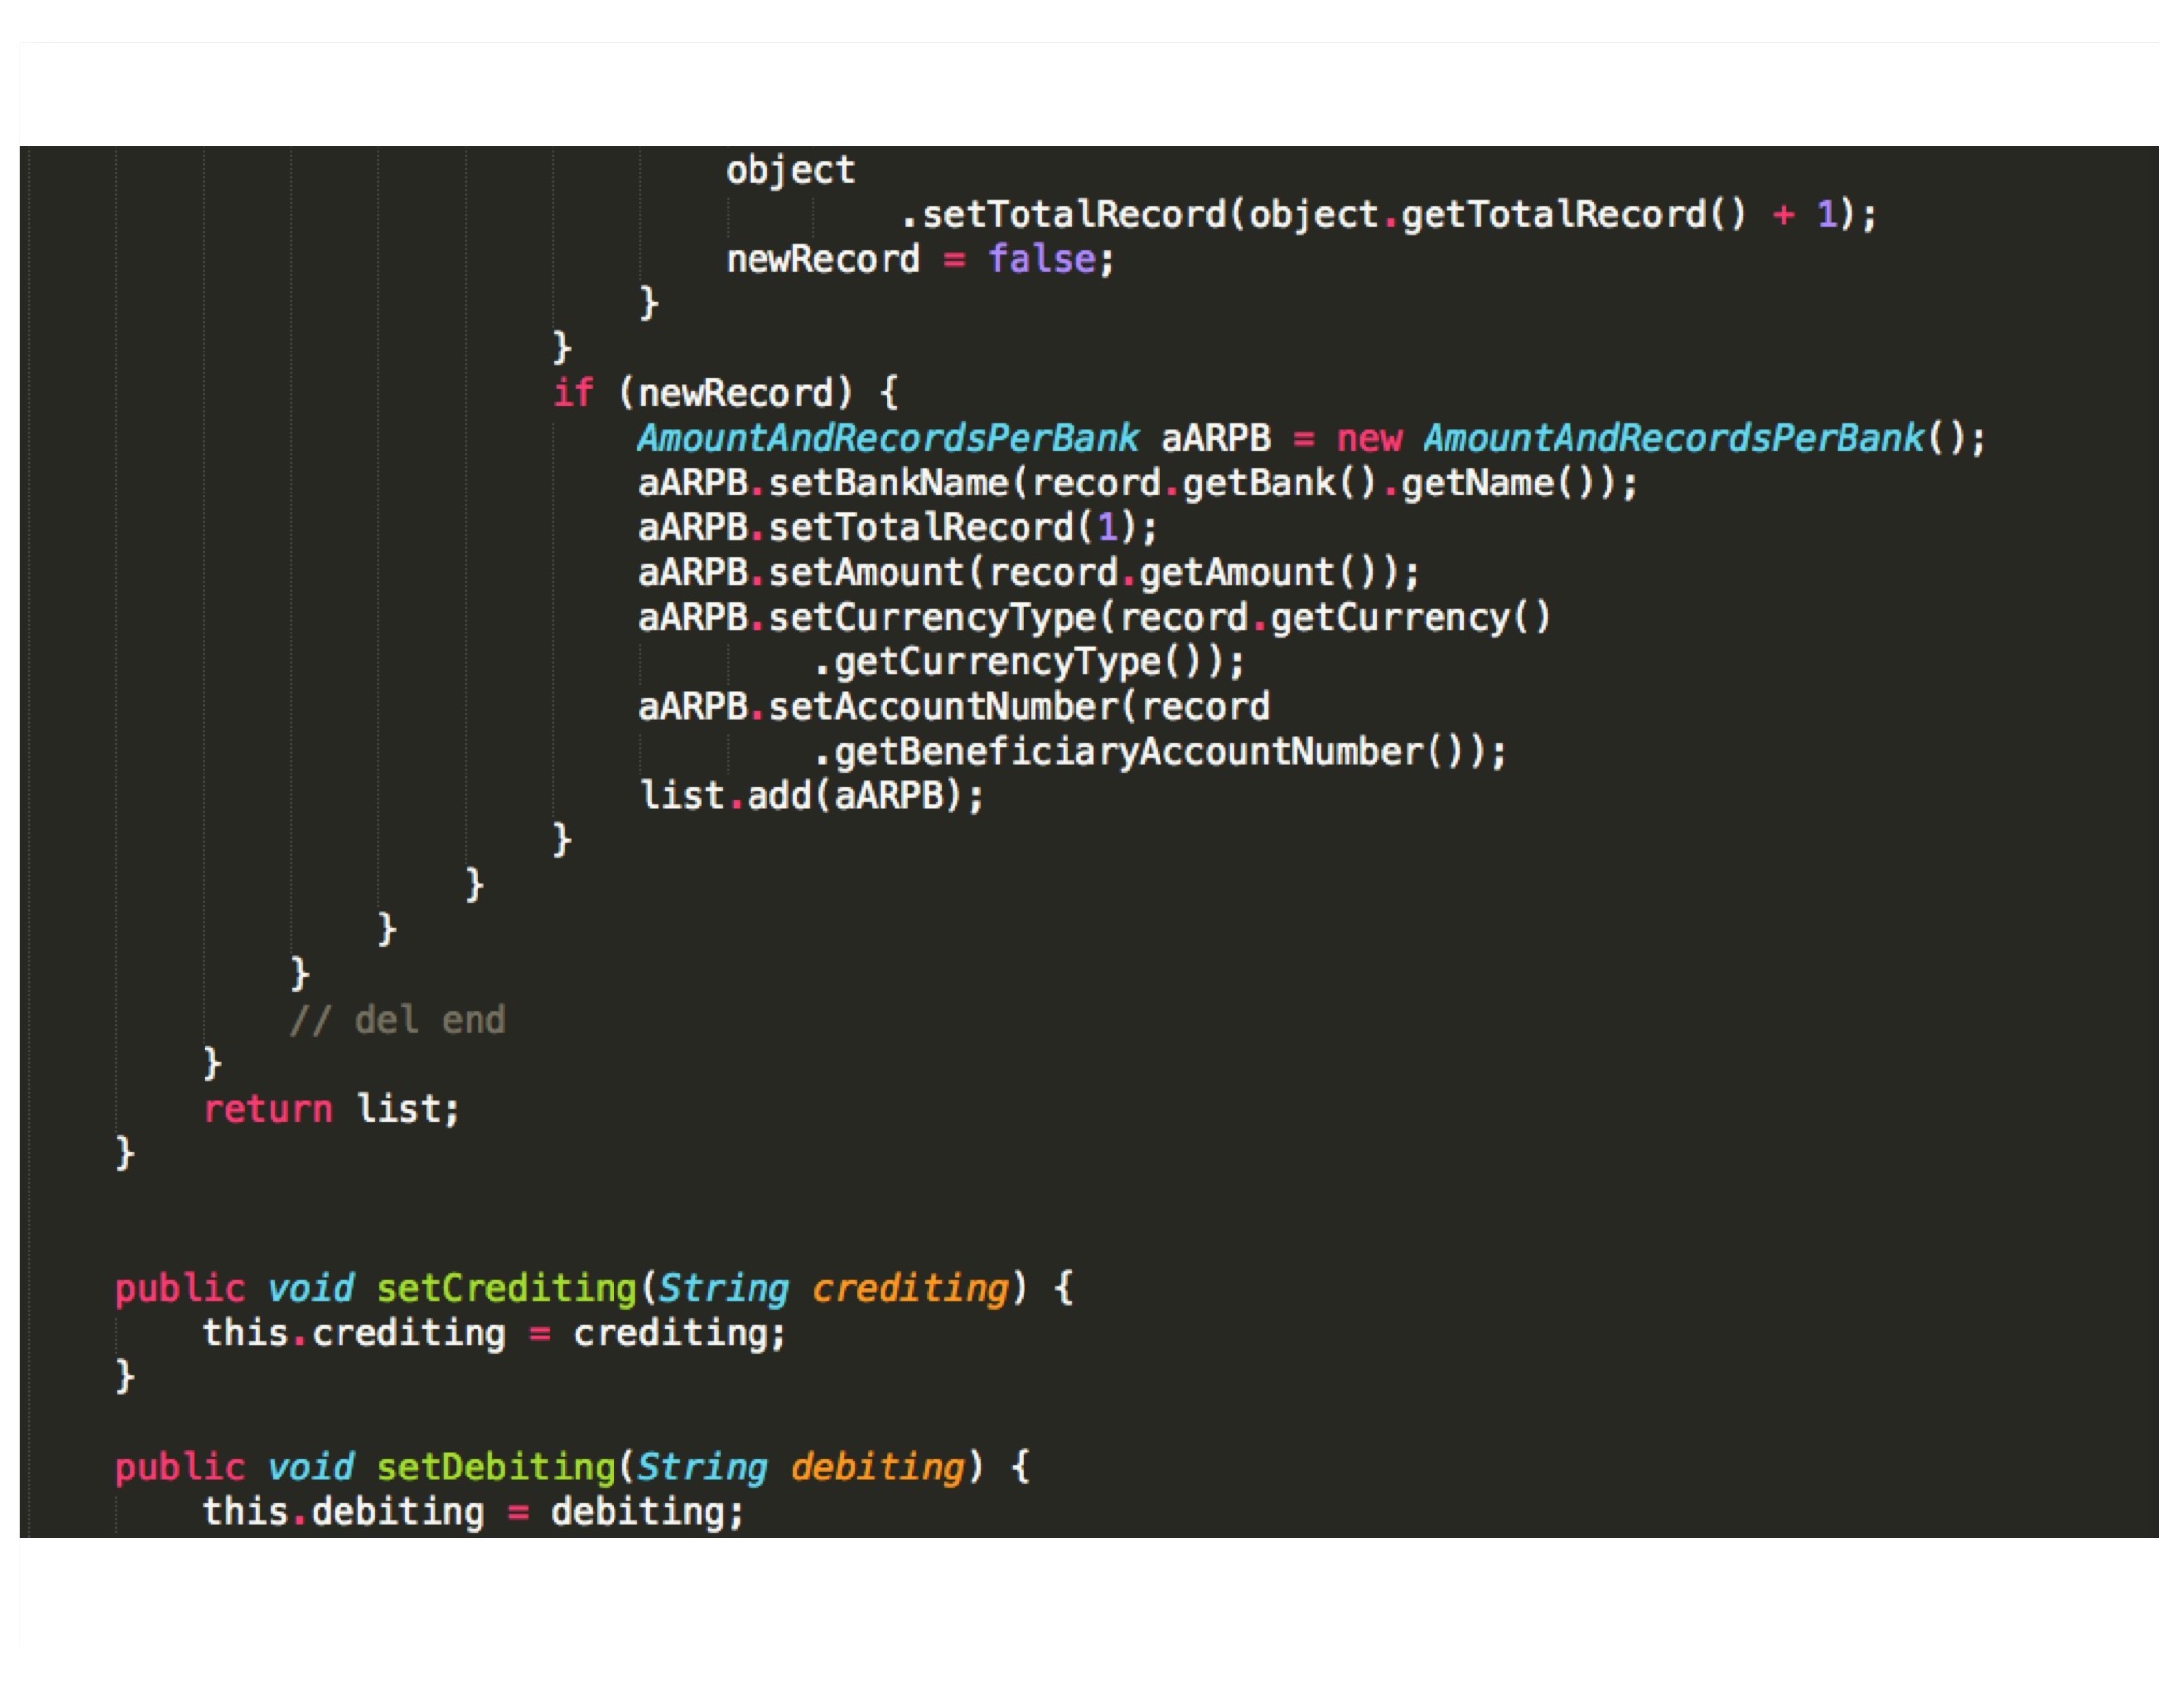 object
.setTotalRecord(object.getTotalRecord() + 1);
newRecord = false;
}
}
if (newRecord) {
AmountAndRecordsPerBank aARPB = new AmountAndRecordsPerBank();
aARPB.setBankName(record.getBank().getName());
aARPB.setTotalRecord(1);
aARPB.setAmount(record.getAmount());
aARPB.setCurrencyType(record.getCurrency()
.getCurrencyType());
aARPB.setAccountNumber(record
.getBeneficiaryAccountNumber());
list.add(aARPB);
}
}
}
}
// del end
}
return list;
}
public void setCrediting(String crediting) {
this.crediting = crediting;
}
public void setDebiting(String debiting) {
this.debiting = debiting;